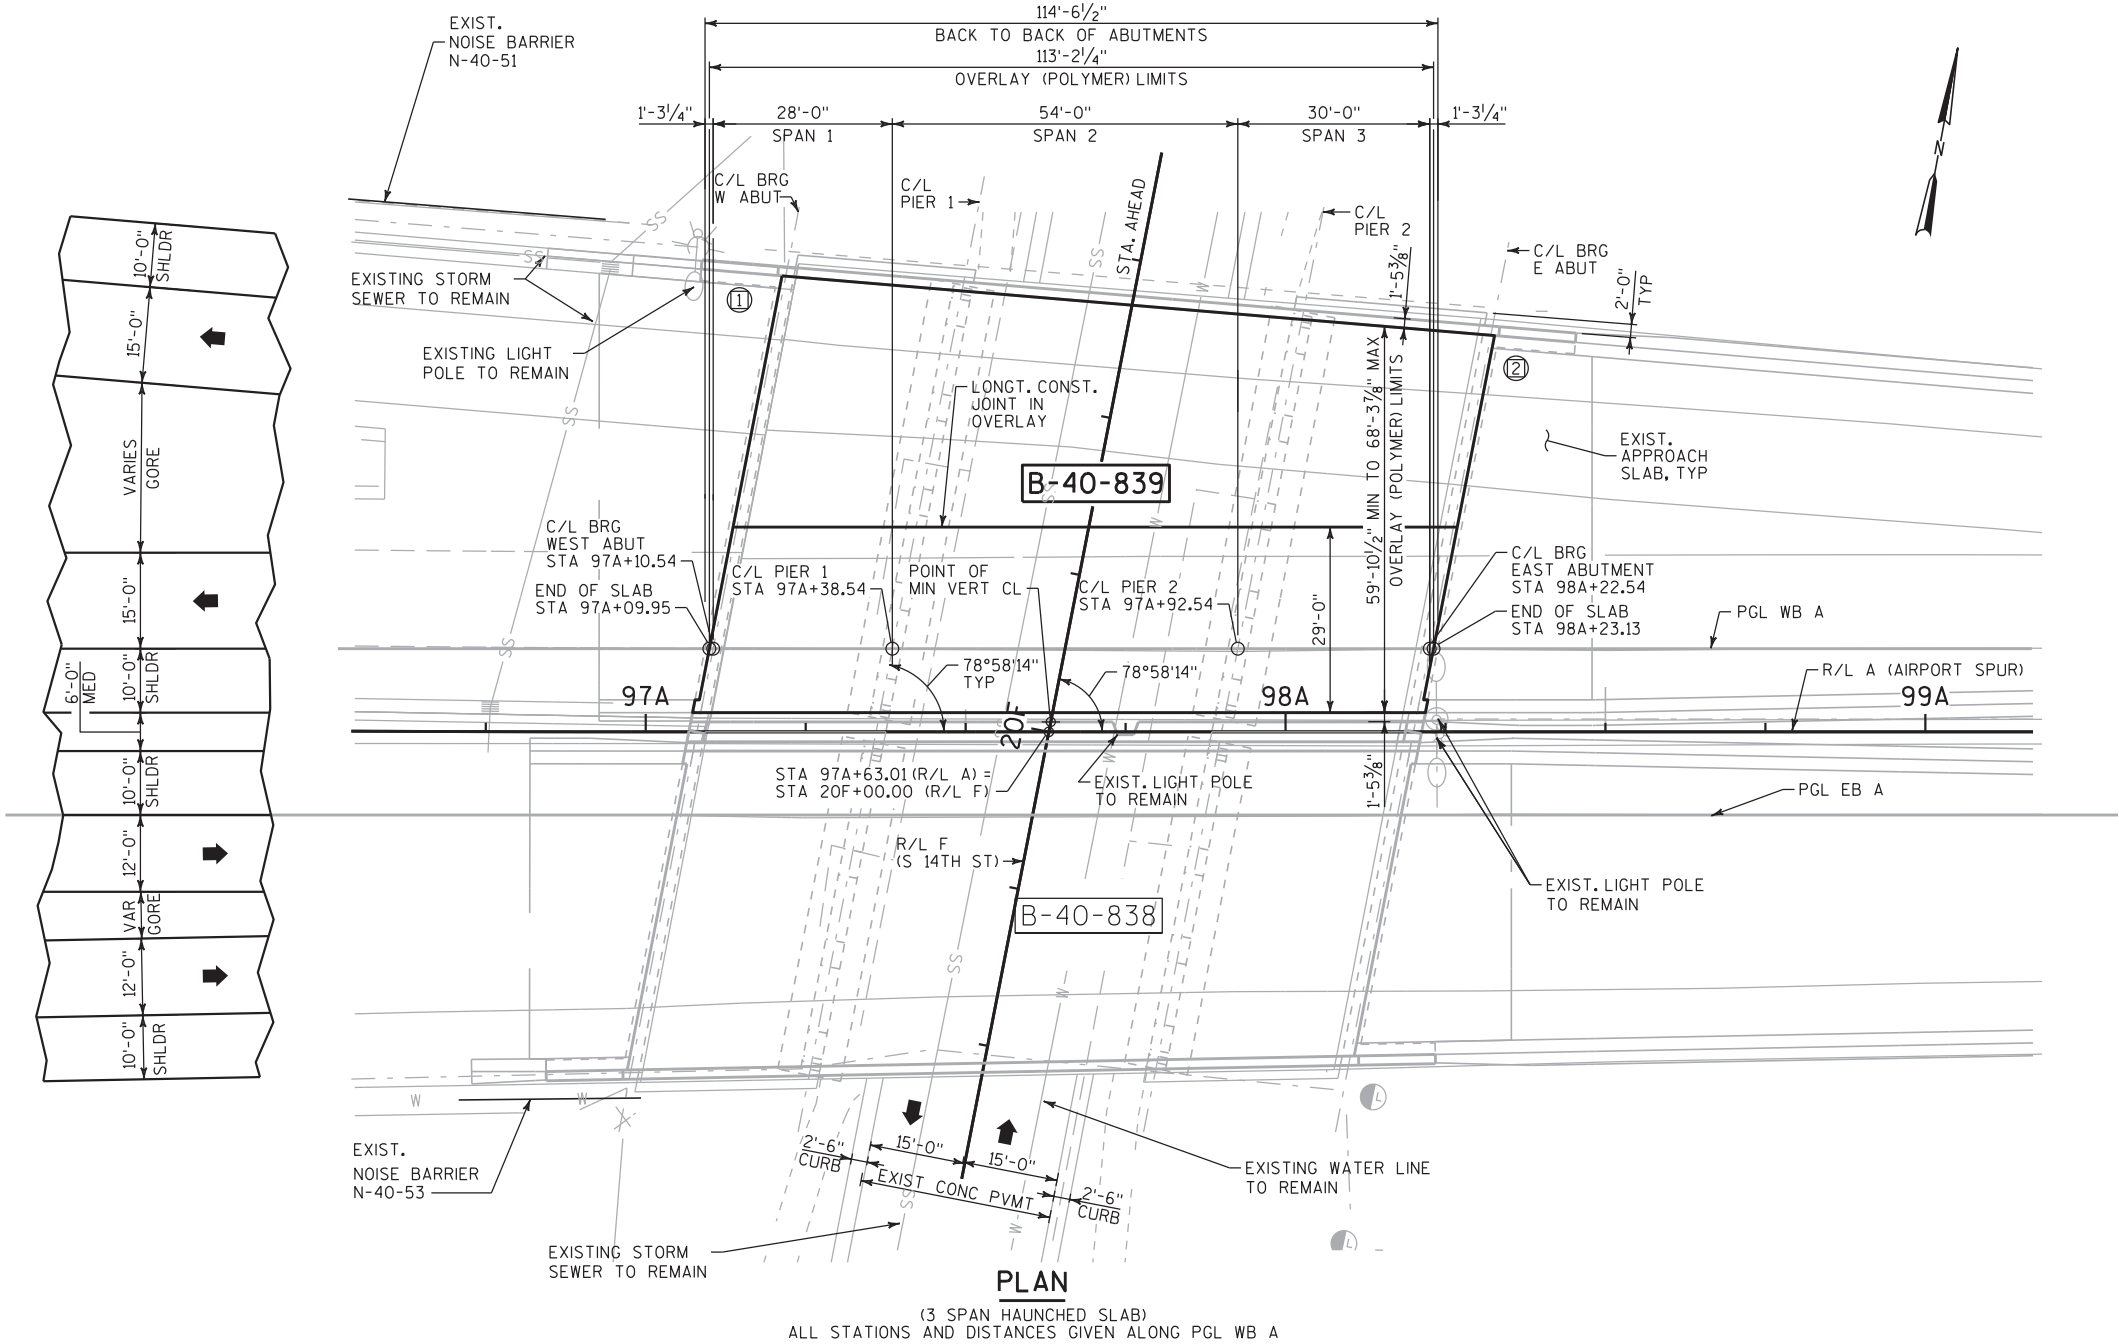 EXIST.
NOISE BARRIER
N-40-51
114'-6 1/2"
BACK TO BACK OF ABUTMENTS
113'-2 1/4"
OVERLAY (POLYMER) LIMITS
1'-3 1/4"
28'-0"
SPAN 1
54'-0"
SPAN 2
30'-0"
SPAN 3
1'-3 1/4"
N
C/L BRG
W ABUT
C/L
PIER 1
STA. AHEAD
C/L
PIER 2
1'-5 3/8"
C/L BRG
E ABUT
2'-0"
TYP
SS
SS
SS
W
EXISTING STORM
SEWER TO REMAIN
1
EXISTING LIGHT
POLE TO REMAIN
2
10'-0"
SHLDR
15'-0"
VARIES
GORE
15'-0"
10'-0"
SHLDR
6'-0"
MED
10'-0"
SHLDR
12'-0"
VAR
GORE
12'-0"
10'-0"
SHLDR
LONGT. CONST.
JOINT IN
OVERLAY
SS
59'-10 1/2" MIN TO 68'-3 7/8" MAX
OVERLAY (POLYMER) LIMITS
EXIST.
APPROACH
SLAB, TYP
B-40-839
SS
W
C/L BRG
WEST ABUT
STA 97A+10.54
END OF SLAB
STA 97A+09.95
C/L PIER 1
STA 97A+38.54
POINT OF
MIN VERT CL
C/L PIER 2
STA 97A+92.54
29'-0"
C/L BRG
EAST ABUTMENT
STA 98A+22.54
END OF SLAB
STA 98A+23.13
PGL WB A
SS
78°58'14"
TYP
78°58'14"
R/L A (AIRPORT SPUR)
97A
98A
99A
20F
W
STA 97A+63.01 (R/L A) =
STA 20F+00.00 (R/L F)
EXIST. LIGHT POLE
TO REMAIN
1'-5 3/8"
PGL EB A
R/L F
(S 14TH ST)
EXIST. LIGHT POLE
TO REMAIN
B-40-838
SS
W
W
W
L
EXIST.
NOISE BARRIER
N-40-53
2'-6"
CURB
15'-0"
15'-0"
EXIST CONC PVMT
2'-6"
CURB
EXISTING WATER LINE
TO REMAIN
SS
W
L
EXISTING STORM
SEWER TO REMAIN
PLAN
(3 SPAN HAUNCHED SLAB)
ALL STATIONS AND DISTANCES GIVEN ALONG PGL WB A